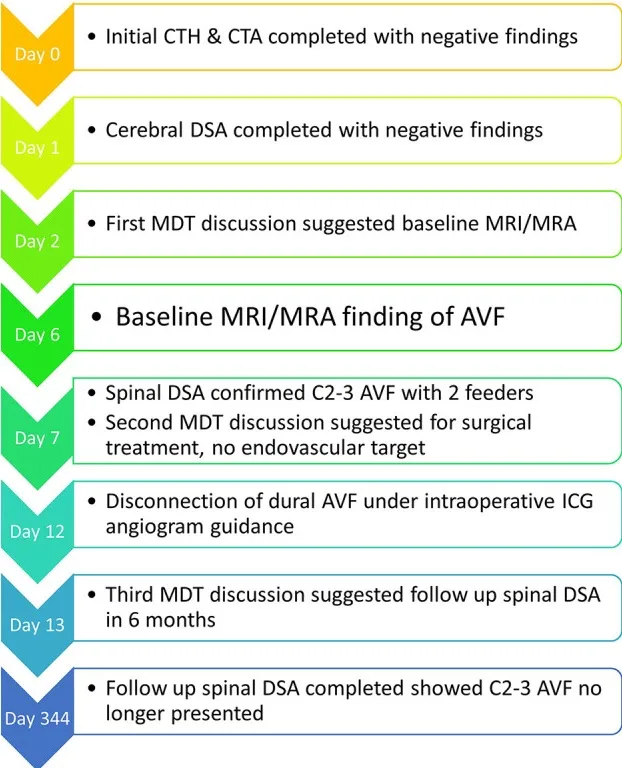 Day 0
• Initial CTH & CTA completed with negative findings
Day 1
• Cerebral DSA completed with negative findings
Day 2
• First MDT discussion suggested baseline MRI/MRA
Day 6
• Baseline MRI/MRA finding of AVF
Day 7
• Spinal DSA confirmed C2-3 AVF with 2 feeders
• Second MDT discussion suggested for surgical
treatment, no endovascular target
Day 12
• Disconnection of dural AVF under intraoperative ICG
angiogram guidance
Day 13
• Third MDT discussion suggested follow up spinal DSA
in 6 months
Day 344
• Follow up spinal DSA completed showed C2-3 AVF no
longer presented